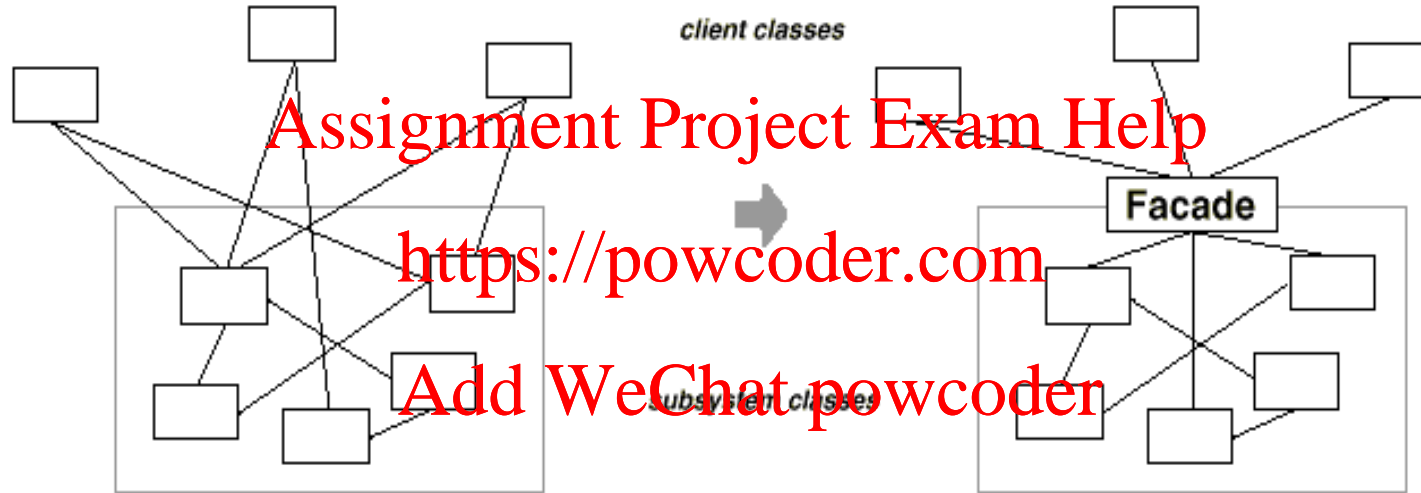 client classes
Assignment Project Exam Help
Facade
https://powcoder.com
Add WeChat powcoder
subsystem classes